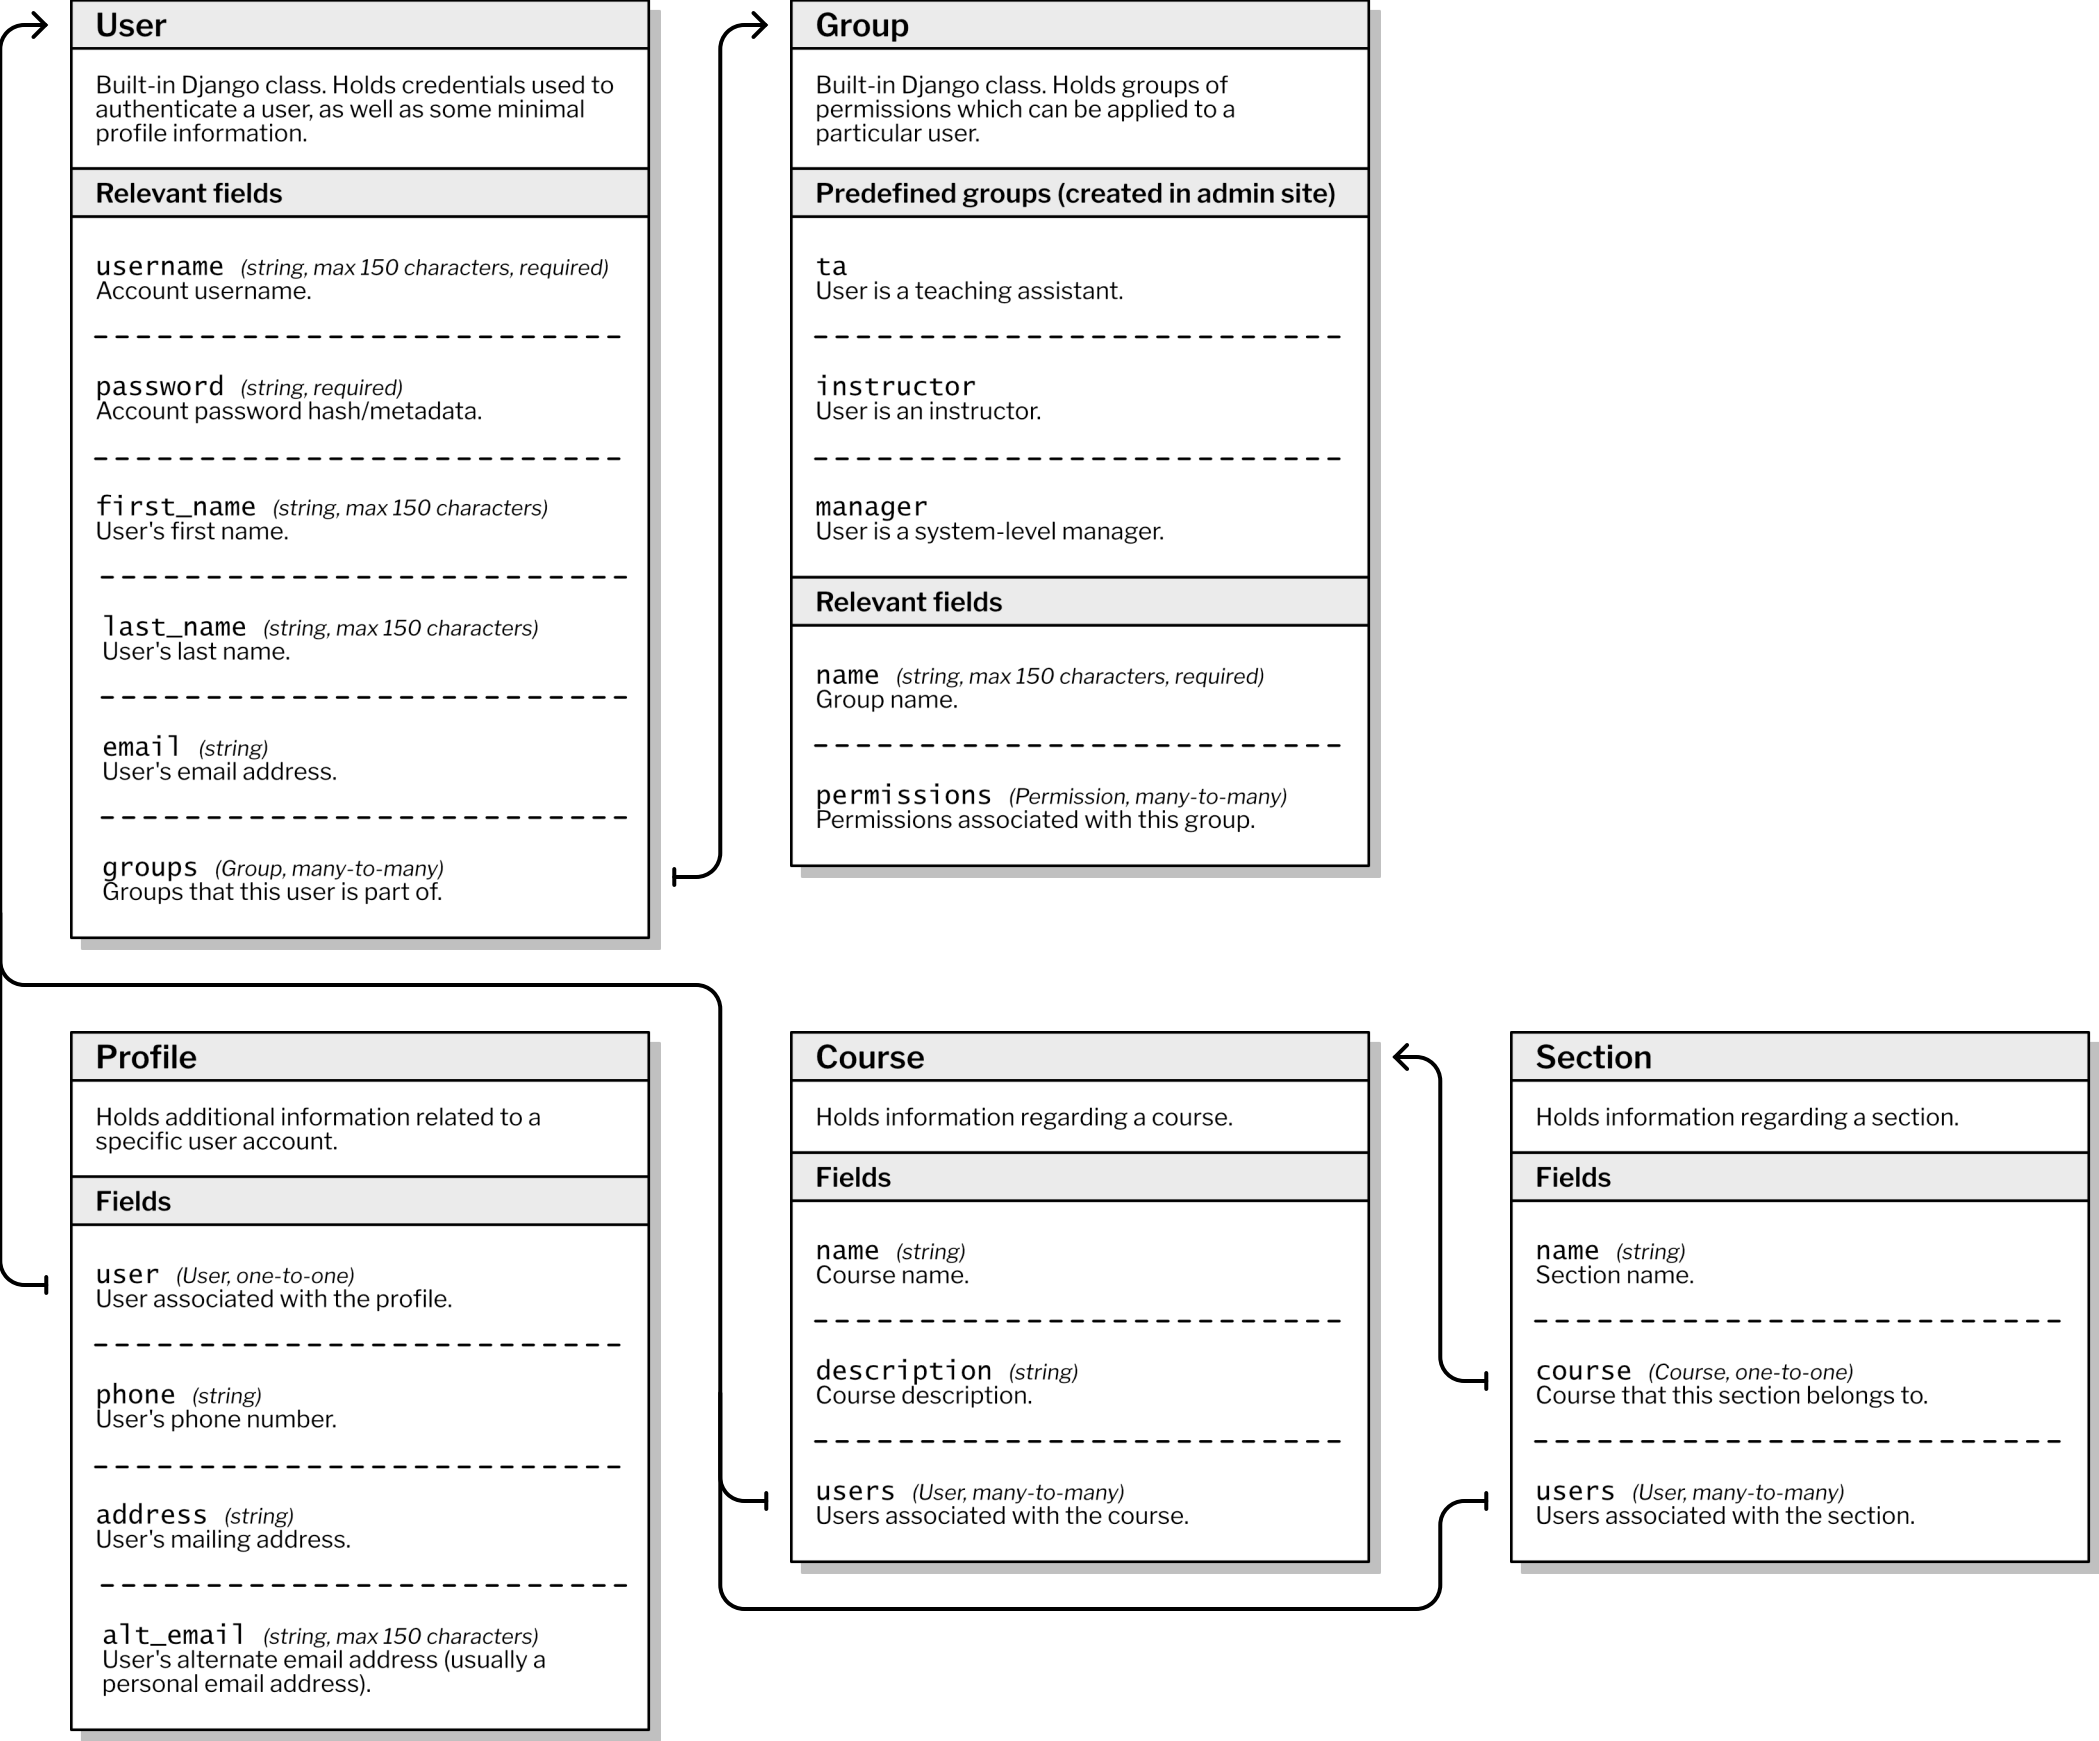 User
Built-in Django class. Holds credentials used to
authenticate a user, as well as some minimal
profile information.
Relevant fields
username (string, max 150 characters, required)
Account username.
password (string, required)
Account password hash/metadata.
first_name (string, max 150 characters)
User's first name.
last_name (string, max 150 characters)
User's last name.
email (string)
User's email address.
groups (Group, many-to-many)
Groups that this user is part of.
Group
Built-in Django class. Holds groups of
permissions which can be applied to a
particular user.
Predefined groups (created in admin site)
ta
User is a teaching assistant.
instructor
User is an instructor.
manager
User is a system-level manager.
Relevant fields
name (string, max 150 characters, required)
Group name.
permissions (Permission, many-to-many)
Permissions associated with this group.
Profile
Holds additional information related to a
specific user account.
Fields
user (User, one-to-one)
User associated with the profile.
phone (string)
User's phone number.
address (string)
User's mailing address.
alt_email (string, max 150 characters)
User's alternate email address (usually a
personal email address).
Course
Holds information regarding a course.
Fields
name (string)
Course name.
description (string)
Course description.
users (User, many-to-many)
Users associated with the course.
Section
Holds information regarding a section.
Fields
name (string)
Section name.
course (Course, one-to-one)
Course that this section belongs to.
users (User, many-to-many)
Users associated with the section.